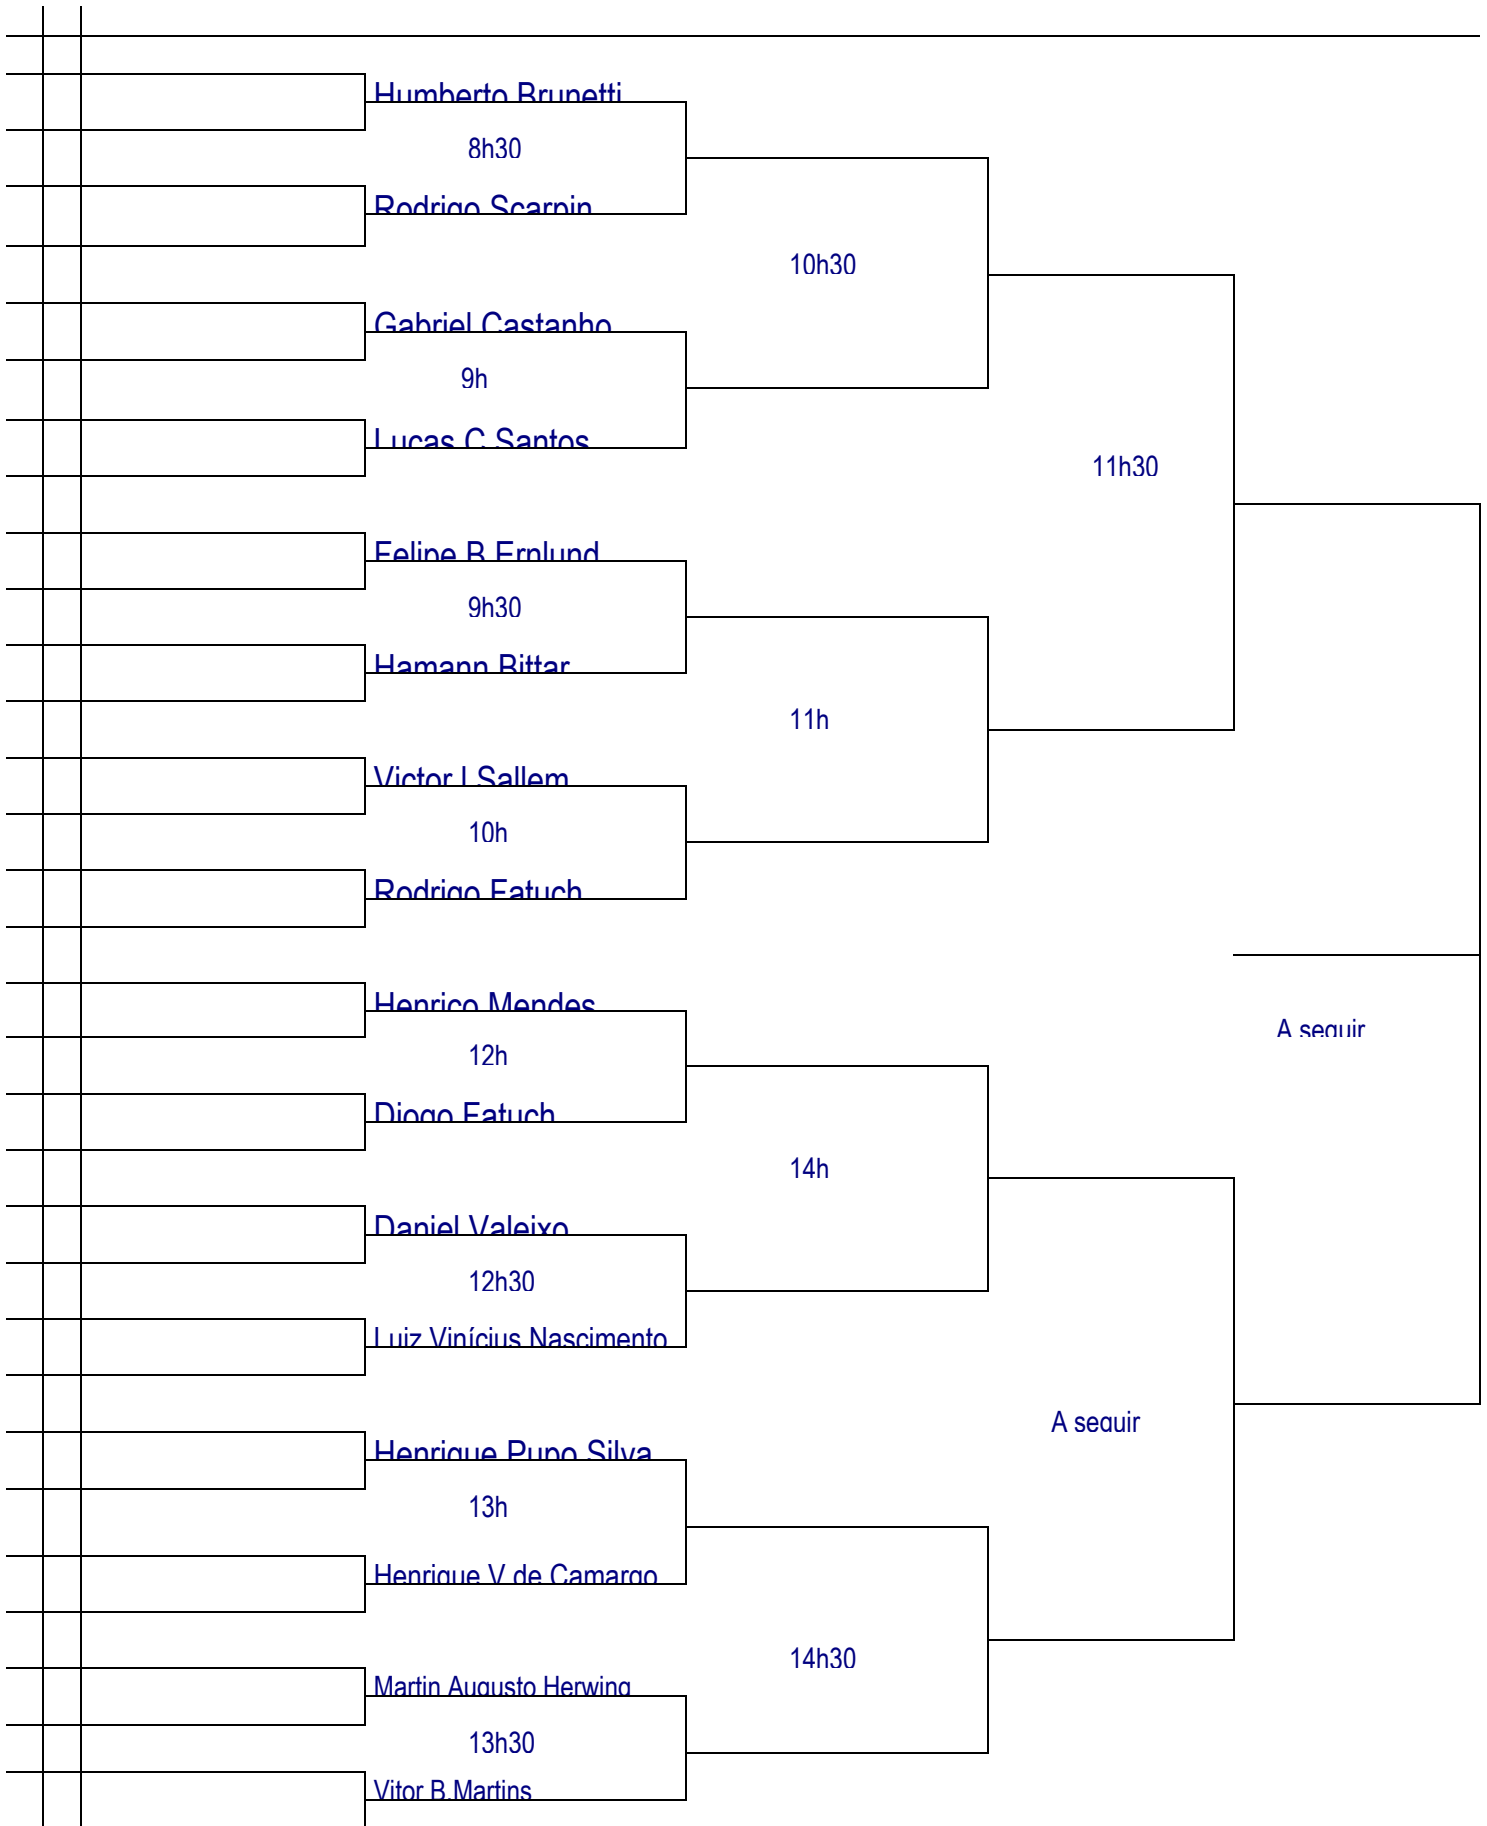 Humberto Brunetti
8h30
Rodrigo Scarpin
10h30
Gabriel Castanho
9h
Lucas C Santos
11h30
Felipe B Ernlund
9h30
Hamann Bittar
11h
Victor I Sallem
10h
Rodrigo Fatuch
Henrico Mendes
A seguir
12h
Diogo Fatuch
14h
Daniel Valeixo
12h30
Luiz Vinícius Nascimento
A seguir
Henrique Pupo Silva
13h
Henrique V de Camargo
14h30
Martin Augusto Herwing
13h30
Vitor B.Martins